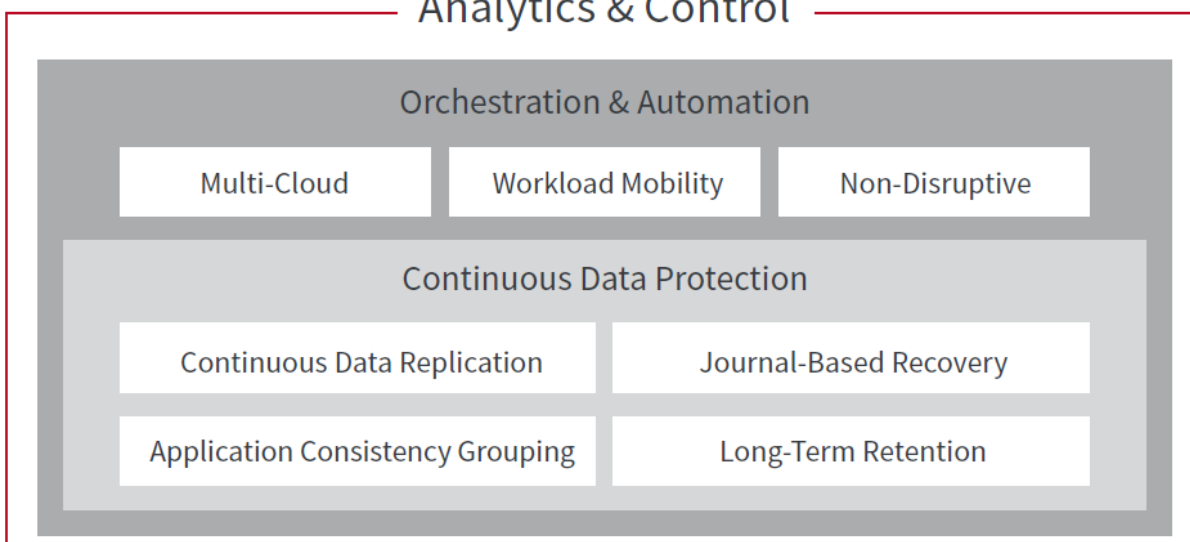 Analytics & Control
Orchestration & Automation
Multi-Cloud
Workload Mobility
Non-Disruptive
Continuous Data Protection
Continuous Data Replication
Journal-Based Recovery
Application Consistency Grouping
Long-Term Retention